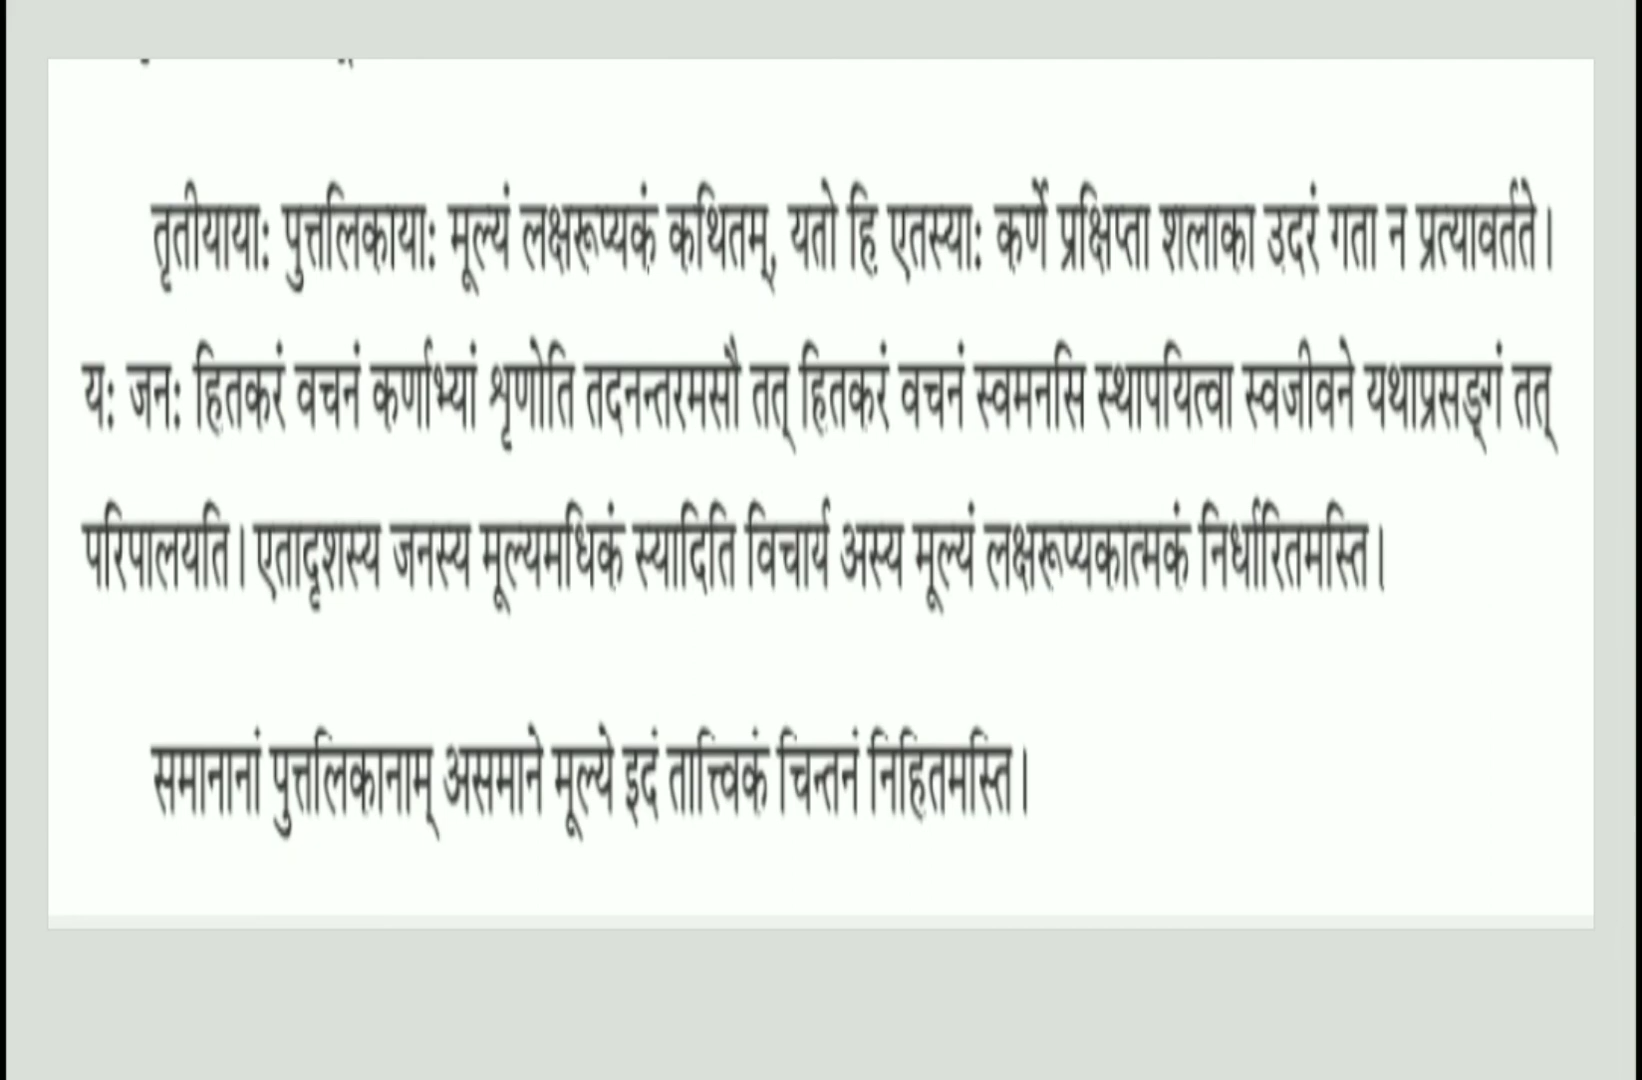 तृतीयायाः पुत्तलिकायाः मूल्यं लक्षरूप्यकं कथितम्, यतो हि एतस्याः कर्णे प्रक्षिप्ता शलाका उदरं गता न प्रत्यावर्तते।
यः जनः हितकरं वचनं कर्णाभ्यां शृणोति तदनन्तरमसौ तत् हितकरं वचनं स्वमनसि स्थापयित्वा स्वजीवने यथाप्रसङ्गं तत्
परिपालयति। एतादृशस्य जनस्य मूल्यमधिकं स्यादिति विचार्य अस्य मूल्यं लक्षरूप्यकात्मकं निर्धारितमस्ति।
समानानां पुत्तलिकानाम् असमाने मूल्ये इदं तात्त्विकं चिन्तनं निहितमस्ति।